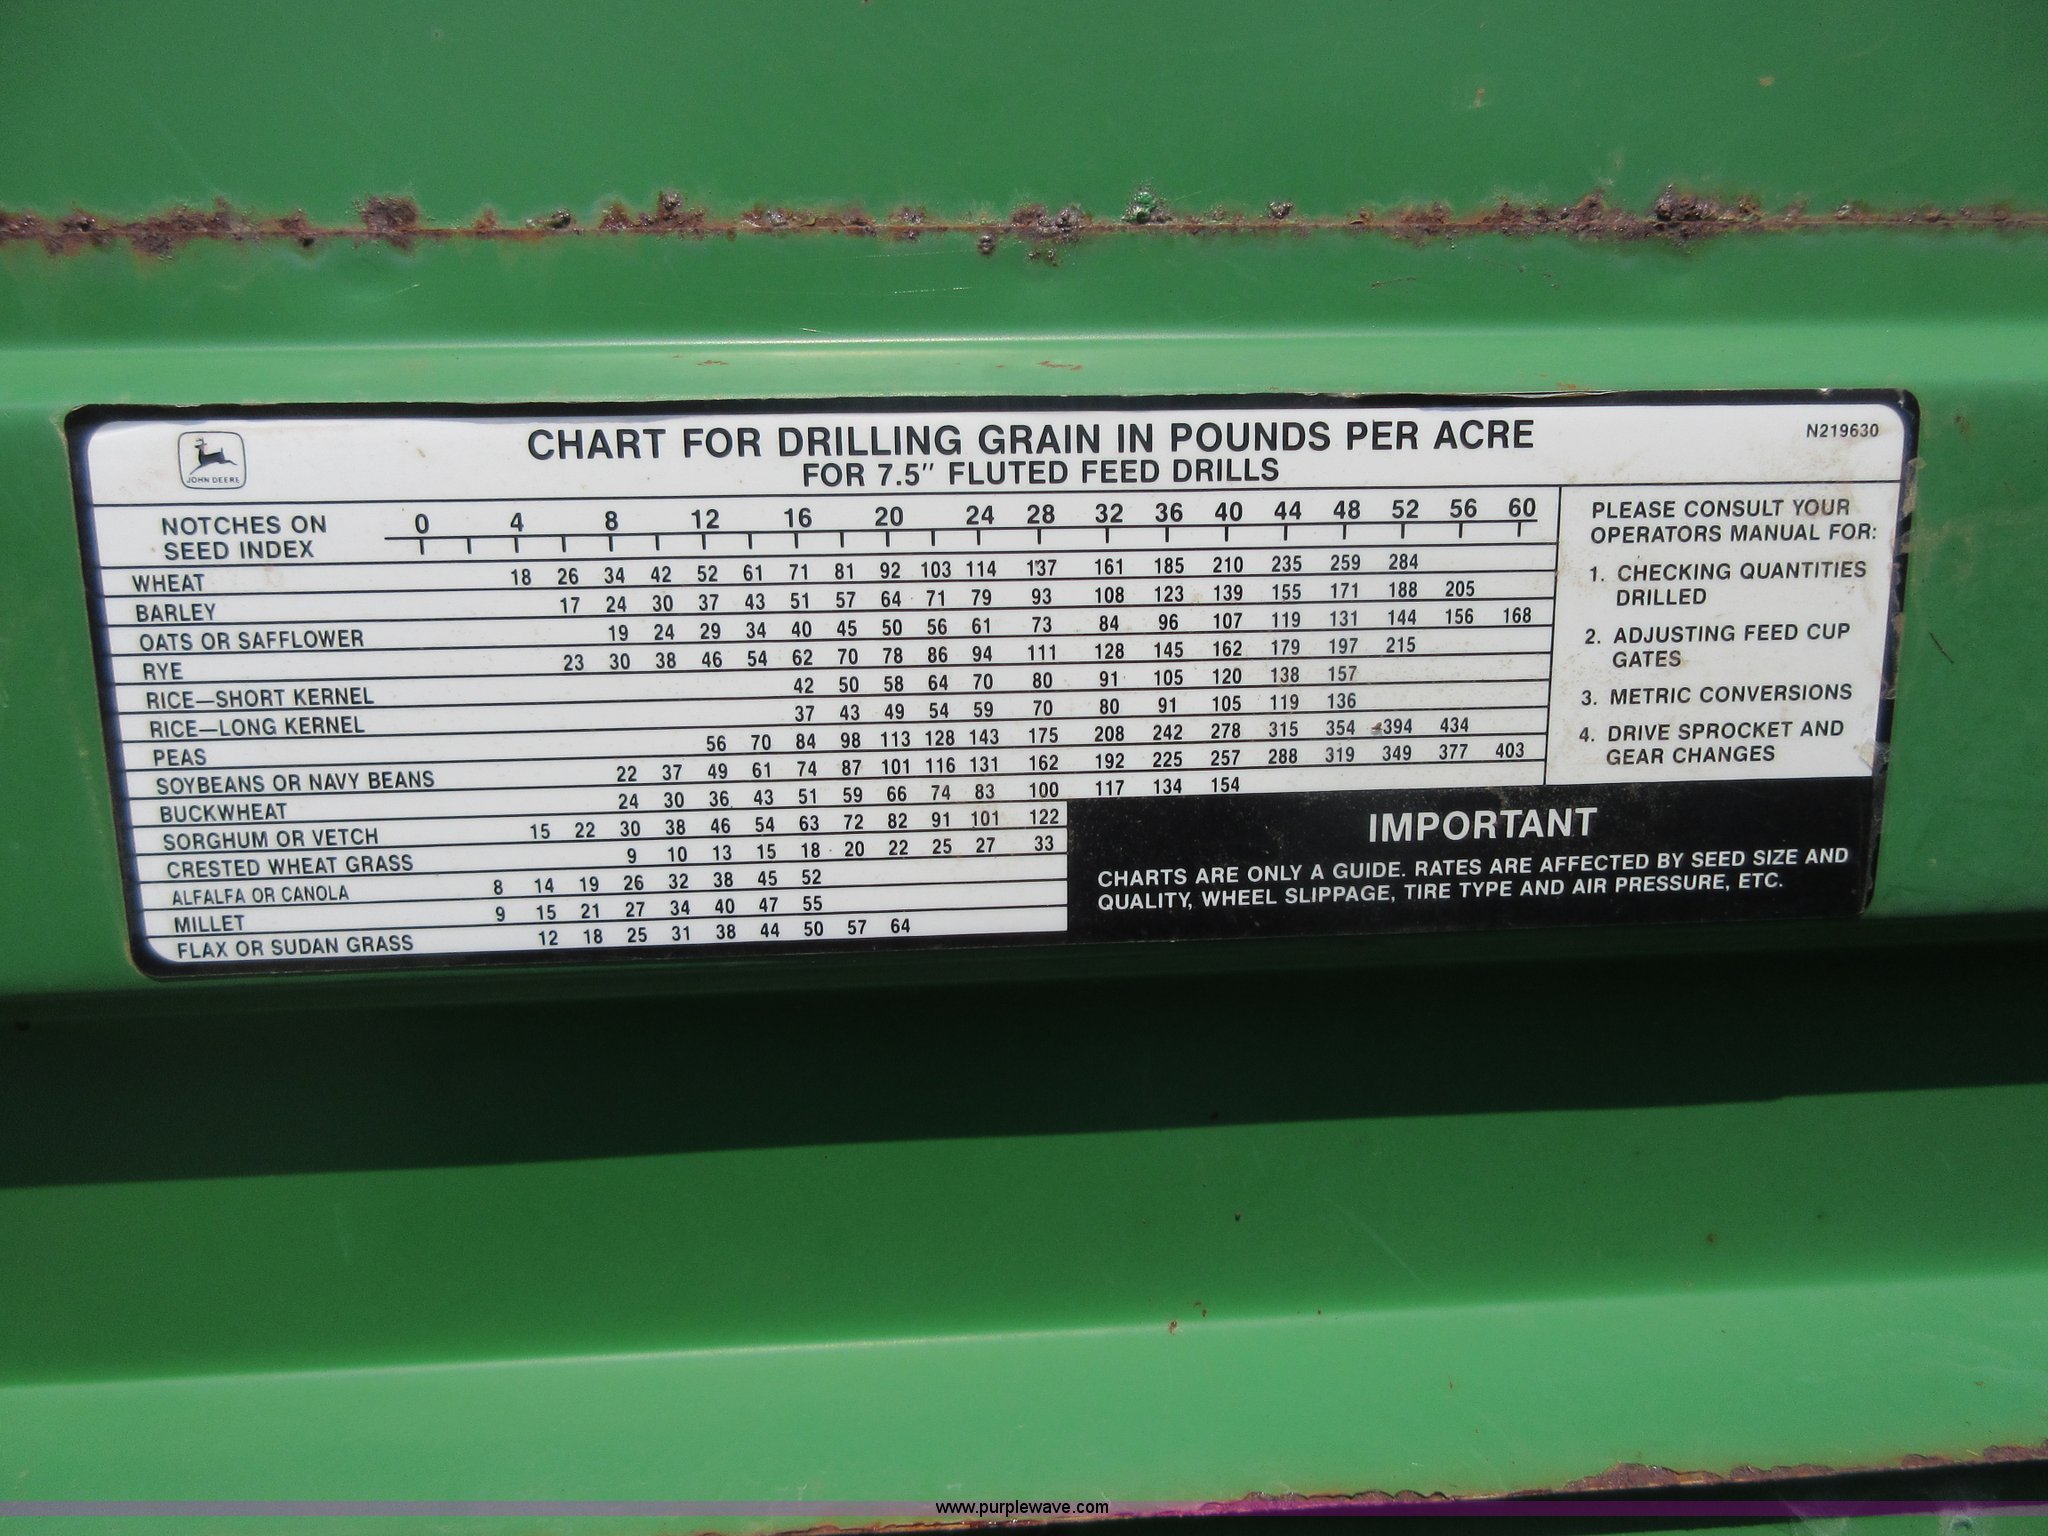 JOHN DEERE
CHART FOR DRILLING GRAIN IN POUNDS PER ACRE
FOR 7.5″ FLUTED FEED DRILLS
N219630
NOTCHES ON
SEED INDEX
0 4 8 12 16 20 24 28 32 36 40 44 48 52 56 60
WHEAT 18 26 34 42 52 61 71 81 92 103 114 137 161 185 210 235 259 284
BARLEY 17 24 30 37 43 51 57 64 71 79 93 108 123 139 155 171 188 205
OATS OR SAFFLOWER 19 24 29 34 40 45 50 56 61 73 84 96 107 119 131 144 156 168
RYE 23 30 38 46 54 62 70 78 86 94 111 128 145 162 179 197 215
RICE—SHORT KERNEL 42 50 58 64 70 80 91 105 120 138 157
RICE—LONG KERNEL 37 43 49 54 59 70 80 91 105 119 136
PEAS 56 70 84 98 113 128 143 175 208 242 278 315 354 394 434
SOYBEANS OR NAVY BEANS 22 37 49 61 74 87 101 116 131 162 192 225 257 288 319 349 377 403
BUCKWHEAT 24 30 36 43 51 59 66 74 83 100 117 134 154
SORGHUM OR VETCH 15 22 30 38 46 54 63 72 82 91 101 122
CRESTED WHEAT GRASS 9 10 13 15 18 20 22 25 27 33
ALFALFA OR CANOLA 8 14 19 26 32 38 45 52
MILLET 9 15 21 27 34 40 47 55
FLAX OR SUDAN GRASS 12 18 25 31 38 44 50 57 64
PLEASE CONSULT YOUR
OPERATORS MANUAL FOR:
1. CHECKING QUANTITIES
DRILLED
2. ADJUSTING FEED CUP
GATES
3. METRIC CONVERSIONS
4. DRIVE SPROCKET AND
GEAR CHANGES
IMPORTANT
CHARTS ARE ONLY A GUIDE. RATES ARE AFFECTED BY SEED SIZE AND
QUALITY, WHEEL SLIPPAGE, TIRE TYPE AND AIR PRESSURE, ETC.
www.purplewave.com